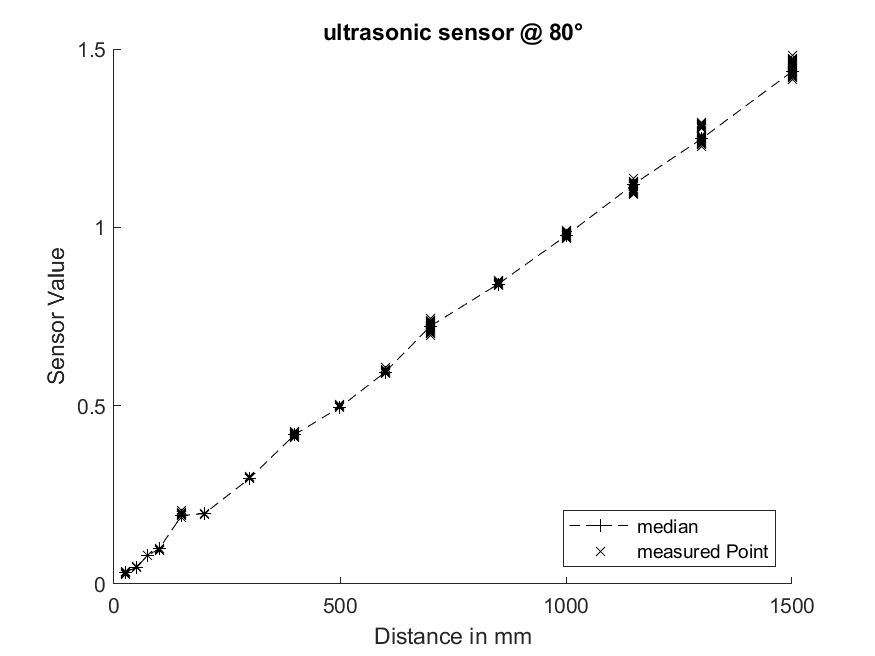 ultrasonic sensor @ 80°
1.5
1
0.5
0
Sensor Value
0
500
1000
1500
Distance in mm
median
measured Point